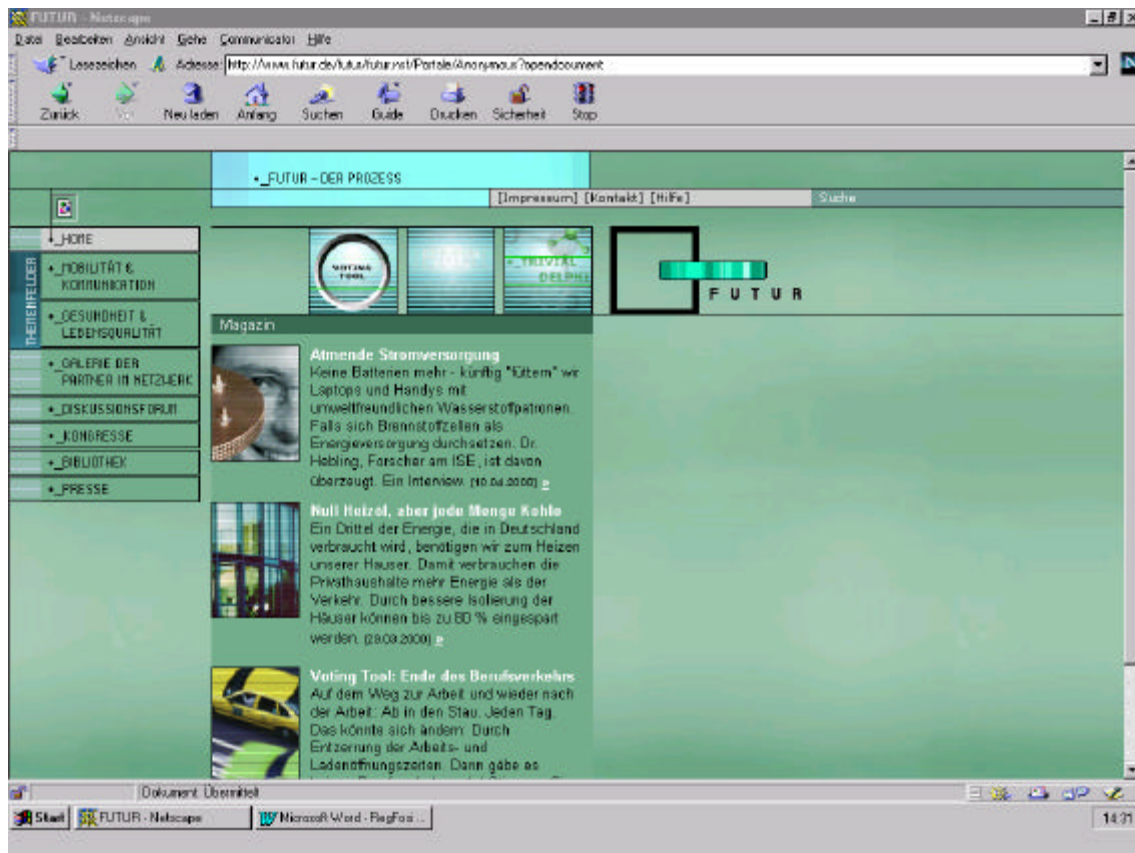 FUTUR - Netscape
Datei Bearbeiten Ansicht Gehe Communicator Hilfe
Lesezeichen Adresse: http://www.futur.de/futur/futur.nsf/Portale/Anonymous?opendocument
Zurück Vor Neu laden Anfang Suchen Guide Drucken Sicherheit Stop
•_FUTUR – DER PROZESS
[Impressum] [Kontakt] [Hilfe] Suche
•_HOME
THEMENFELDER
•_MOBILITÄT &
KOMMUNIKATION
•_GESUNDHEIT &
LEBENSQUALITÄT
•_GALERIE DER
PARTNER IM NETZWERK
•_DISKUSSIONSFORUM
•_KONGRESSE
•_BIBLIOTHEK
•_PRESSE
VOTING
TOOL
•_TRIVIAL
DELPHI
FUTUR
Magazin
Atmende Stromversorgung
Keine Batterien mehr - künftig "füttern" wir
Laptops und Handys mit
umweltfreundlichen Wasserstoffpatronen.
Falls sich Brennstoffzellen als
Energieversorgung durchsetzen. Dr.
Hebling, Forscher am ISE, ist davon
überzeugt. Ein Interview. [10.04.2000] »
Null Heizöl, aber jede Menge Kohle
Ein Drittel der Energie, die in Deutschland
verbraucht wird, benötigen wir zum Heizen
unserer Häuser. Damit verbrauchen die
Privathaushalte mehr Energie als der
Verkehr. Durch bessere Isolierung der
Häuser können bis zu 80 % eingespart
werden. [29.03.2000] »
Voting Tool: Ende des Berufsverkehrs
Auf dem Weg zur Arbeit und wieder nach
der Arbeit: Ab in den Stau. Jeden Tag.
Das könnte sich ändern: Durch
Entzerrung der Arbeits- und
Ladenöffnungszeiten. Dann gäbe es
Dokument: Übermittelt
Start FUTUR - Netscape Microsoft Word - RegFosi ... 14:31